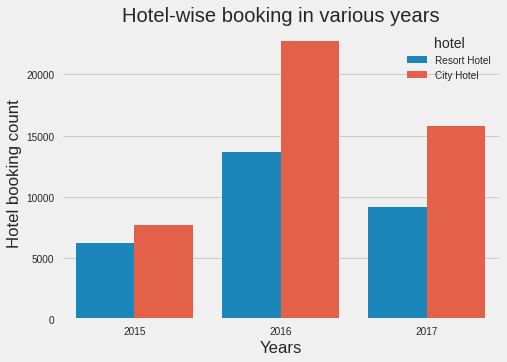 Hotel-wise booking in various years
hotel
Resort Hotel
City Hotel
Hotel booking count
20000
15000
10000
5000
0
2015 2016 2017
Years